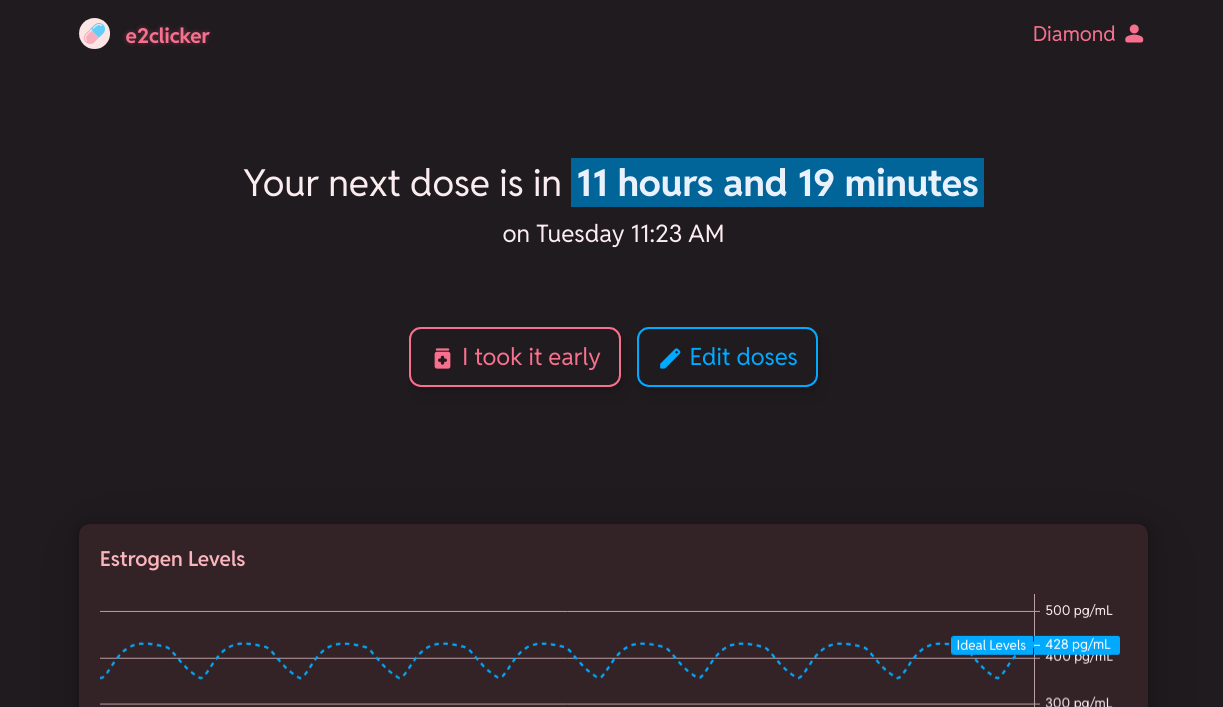 e2clicker
Diamond
Your next dose is in 11 hours and 19 minutes
on Tuesday 11:23 AM
I took it early
Edit doses
Estrogen Levels
500 pg/mL
Ideal Levels
428 pg/mL
400 pg/mL
300 pg/mL